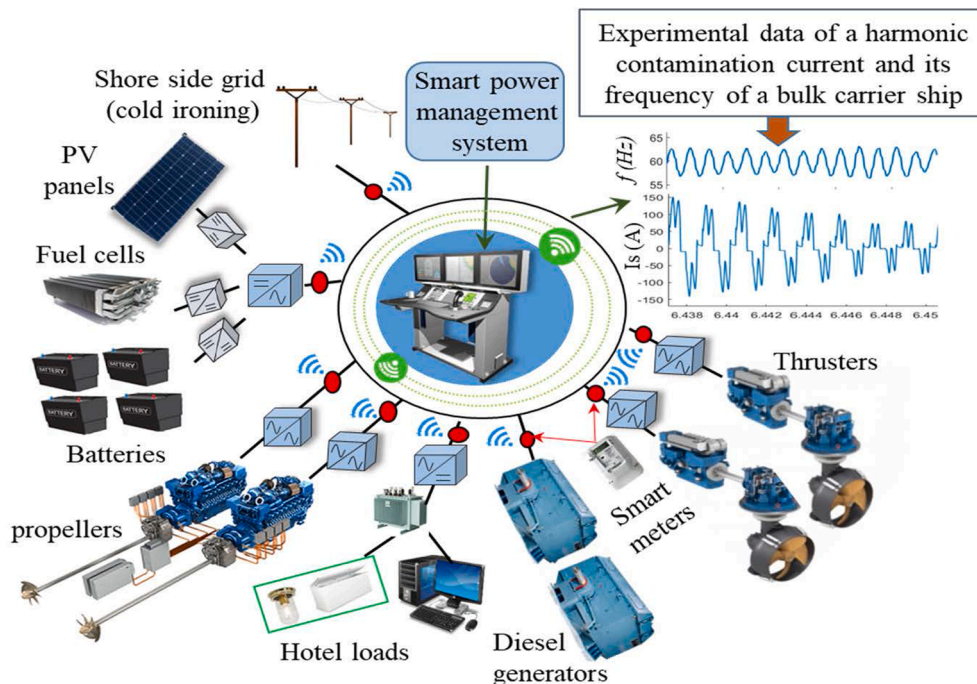 Experimental data of a harmonic
contamination current and its
frequency of a bulk carrier ship
Shore side grid
(cold ironing)
Smart power
management
system
PV
panels
Fuel cells
BATTERY
BATTERY
BATTERY
BATTERY
Batteries
propellers
Hotel loads
Diesel
generators
Smart
meters
Thrusters
f (Hz)
65
60
55
Is (A)
150
100
50
0
-50
-100
-150
6.438 6.44 6.442 6.444 6.446 6.448 6.45